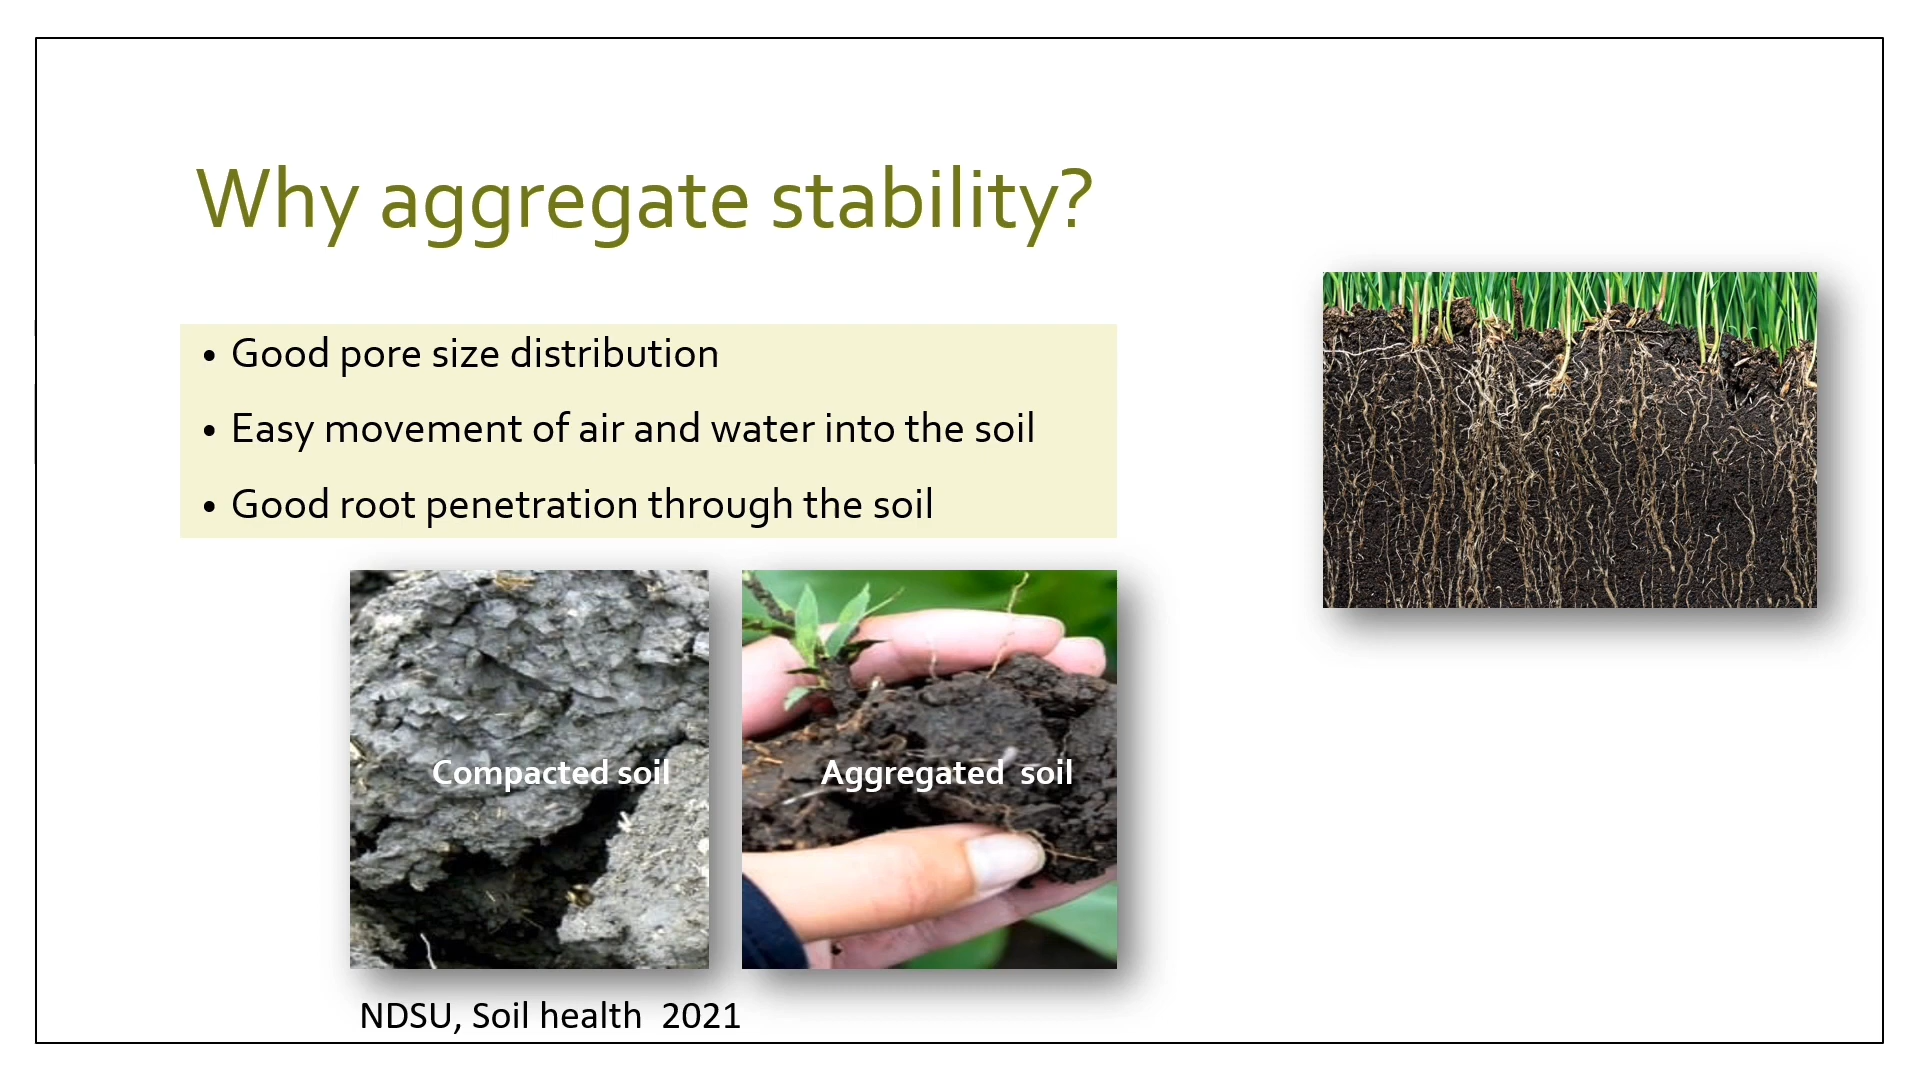 Why aggregate stability?
• Good pore size distribution
• Easy movement of air and water into the soil
• Good root penetration through the soil
Compacted soil
Aggregated  soil
NDSU, Soil health  2021